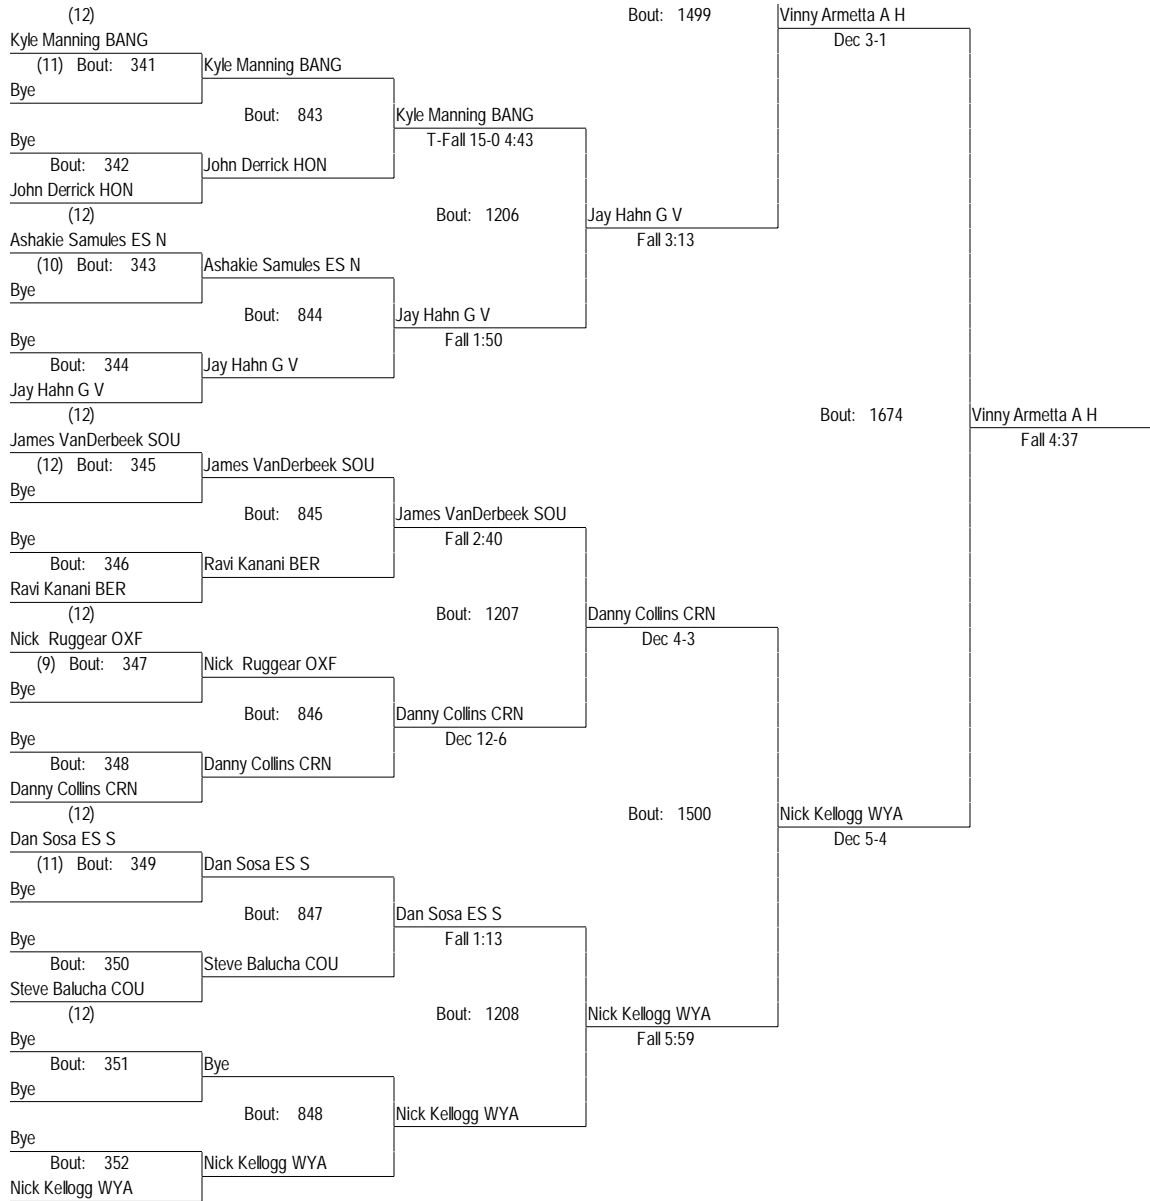 (12)
Bout: 1499
Vinny Armetta A H
Kyle Manning BANG
Dec 3-1
(11) Bout: 341
Kyle Manning BANG
Bye
Bout: 843
Kyle Manning BANG
Bye
T-Fall 15-0 4:43
Bout: 342
John Derrick HON
John Derrick HON
(12)
Bout: 1206
Jay Hahn G V
Ashakie Samules ES N
Fall 3:13
(10) Bout: 343
Ashakie Samules ES N
Bye
Bout: 844
Jay Hahn G V
Bye
Fall 1:50
Bout: 344
Jay Hahn G V
Jay Hahn G V
(12)
Bout: 1674
Vinny Armetta A H
James VanDerbeek SOU
Fall 4:37
(12) Bout: 345
James VanDerbeek SOU
Bye
Bout: 845
James VanDerbeek SOU
Bye
Fall 2:40
Bout: 346
Ravi Kanani BER
Ravi Kanani BER
(12)
Bout: 1207
Danny Collins CRN
Nick Ruggear OXF
Dec 4-3
(9) Bout: 347
Nick Ruggear OXF
Bye
Bout: 846
Danny Collins CRN
Bye
Dec 12-6
Bout: 348
Danny Collins CRN
Danny Collins CRN
(12)
Bout: 1500
Nick Kellogg WYA
Dan Sosa ES S
Dec 5-4
(11) Bout: 349
Dan Sosa ES S
Bye
Bout: 847
Dan Sosa ES S
Bye
Fall 1:13
Bout: 350
Steve Balucha COU
Steve Balucha COU
(12)
Bout: 1208
Nick Kellogg WYA
Bye
Fall 5:59
Bout: 351
Bye
Bye
Bout: 848
Nick Kellogg WYA
Bye
Bout: 352
Nick Kellogg WYA
Nick Kellogg WYA